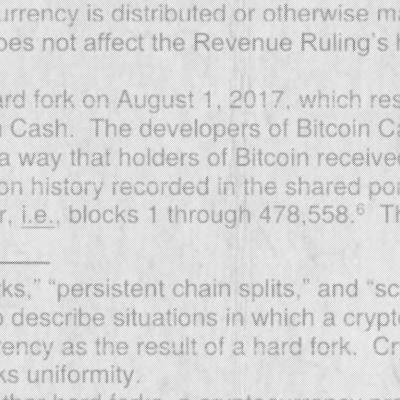 urrency is distributed or otherwise ma
oes not affect the Revenue Ruling's h
ard fork on August 1, 2017, which res
n Cash. The developers of Bitcoin Ca
a way that holders of Bitcoin received
on history recorded in the shared po
r, i.e., blocks 1 through 478,558.⁶ Th
ks,” “persistent chain splits,” and “sc
o describe situations in which a crypto
rency as the result of a hard fork. Cr
ks uniformity.